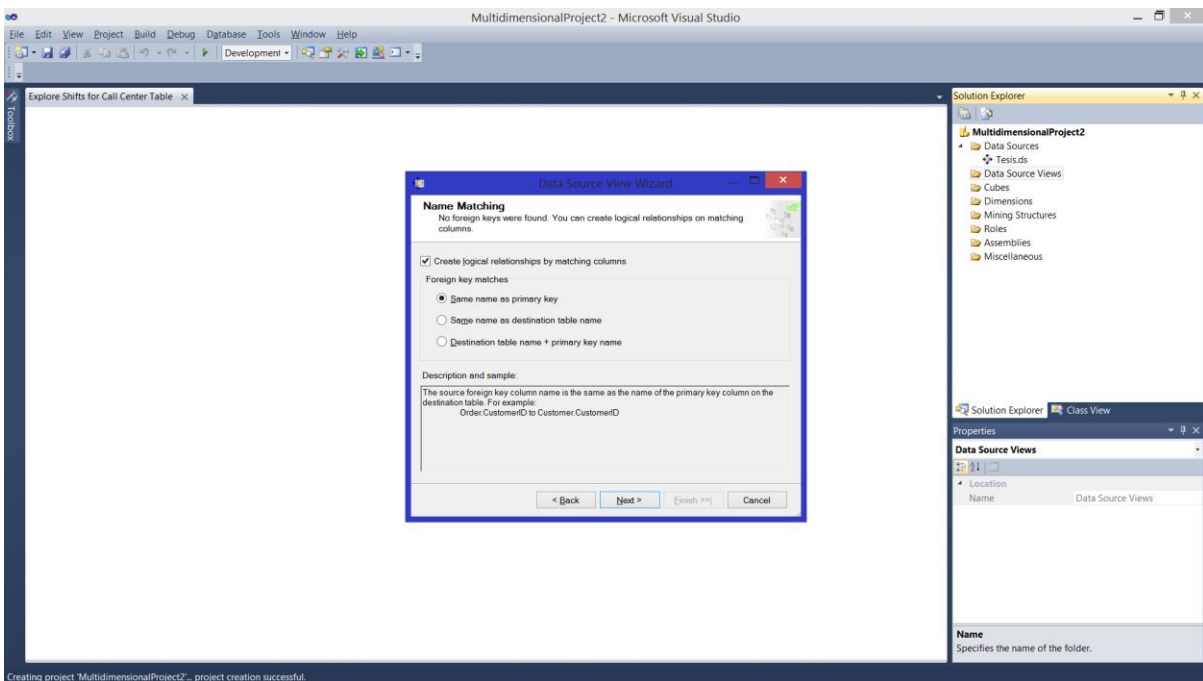 MultidimensionalProject2 - Microsoft Visual Studio
File Edit View Project Build Debug Database Tools Window Help
Development
Toolbox
Explore Shifts for Call Center Table
Data Source View Wizard
Name Matching
No foreign keys were found. You can create logical relationships on matching
columns.
Create logical relationships by matching columns
Foreign key matches
Same name as primary key
Same name as destination table name
Destination table name + primary key name
Description and sample:
The source foreign key column name is the same as the name of the primary key column on the
destination table. For example:
Order.CustomerID to Customer.CustomerID
< Back Next > Finish >>| Cancel
Solution Explorer
MultidimensionalProject2
Data Sources
Tesis.ds
Data Source Views
Cubes
Dimensions
Mining Structures
Roles
Assemblies
Miscellaneous
Solution Explorer Class View
Properties
Data Source Views
Location
Name Data Source Views
Name
Specifies the name of the folder.
Creating project 'MultidimensionalProject2'... project creation successful.